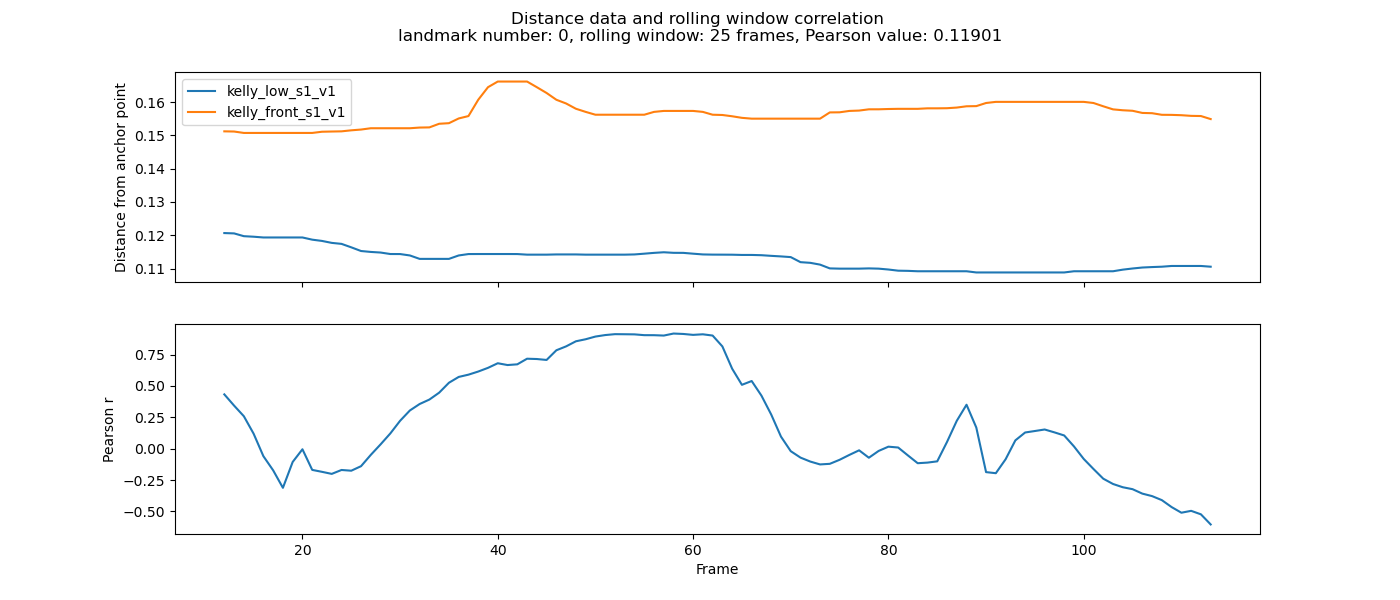 Distance data and rolling window correlation
landmark number: 0, rolling window: 25 frames, Pearson value: 0.11901
kelly_low_s1_v1
kelly_front_s1_v1
Distance from anchor point
0.16
0.15
0.14
0.13
0.12
0.11
Pearson r
0.75
0.50
0.25
0.00
−0.25
−0.50
20 40 60 80 100
Frame